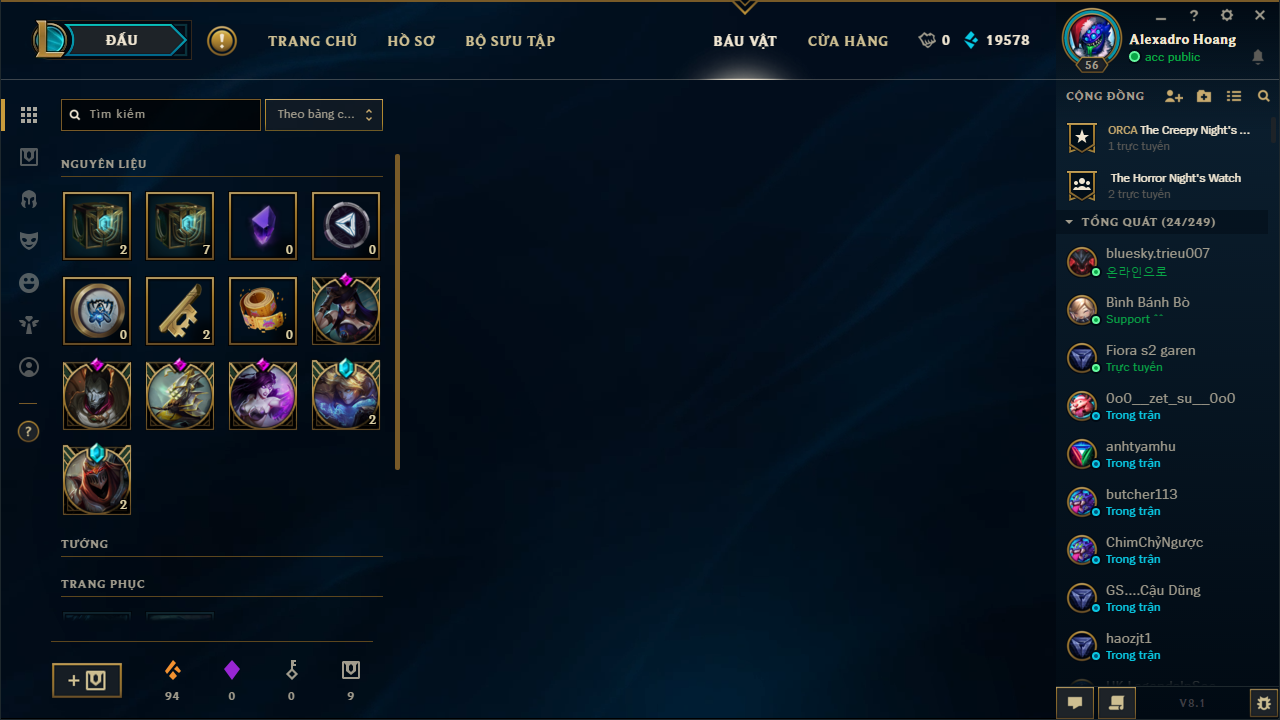 ĐẤU
TRANG CHỦ
HỒ SƠ
BỘ SƯU TẬP
BÁU VẬT
CỬA HÀNG
0
19578
56
Alexadro Hoang
acc public
Tìm kiếm
Theo bảng c...
NGUYÊN LIỆU
2
7
0
0
0
2
0
2
2
TƯỚNG
TRANG PHỤC
94
0
0
9
CỘNG ĐỒNG
ORCA The Creepy Night's ...
1 trực tuyến
The Horror Night's Watch
2 trực tuyến
TỔNG QUÁT (24/249)
bluesky.trieu007
온라인으로
Bình Bánh Bò
Support ˆˆ
Fiora s2 garen
Trực tuyến
0o0__zet_su__0o0
Trong trận
anhtyamhu
Trong trận
butcher113
Trong trận
ChimChỷNgược
Trong trận
GS....Cậu Dũng
Trong trận
haozjt1
Trong trận
V8.1